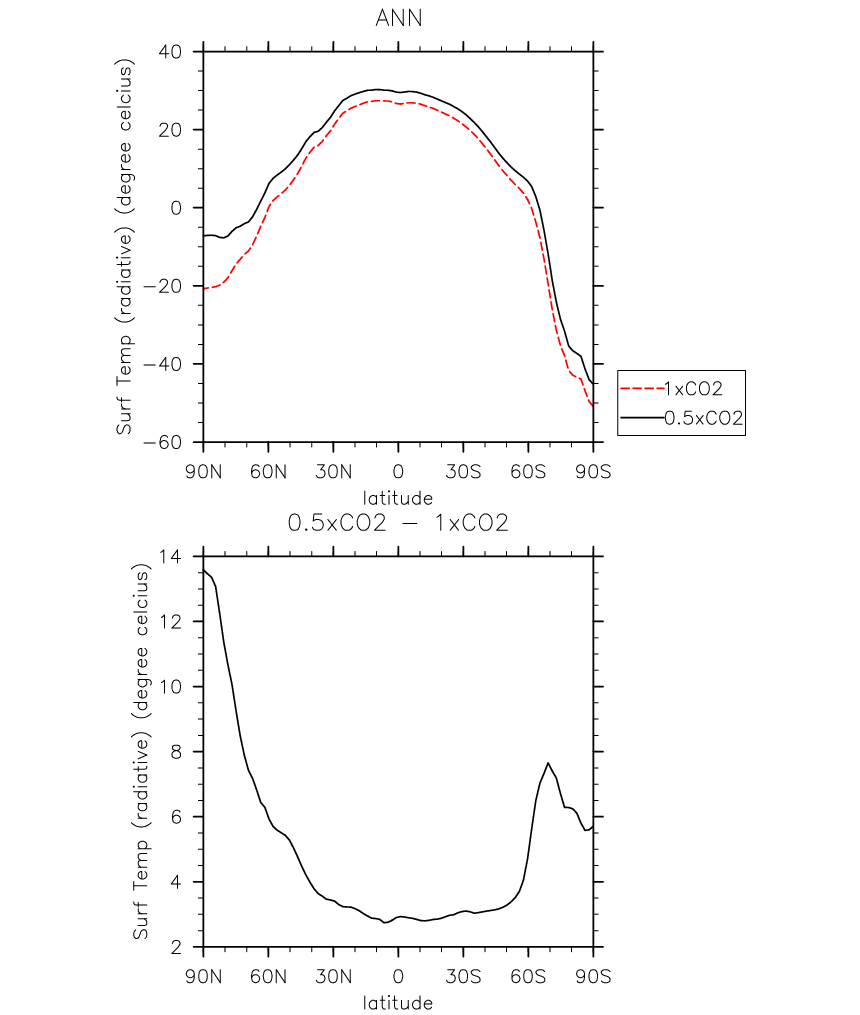 ANN
Surf Temp (radiative) (degree celcius)
40
20
0
−20
−40
−60
90N 60N 30N 0 30S 60S 90S
latitude
1xCO2
0.5xCO2
0.5xCO2 − 1xCO2
Surf Temp (radiative) (degree celcius)
14
12
10
8
6
4
2
90N 60N 30N 0 30S 60S 90S
latitude